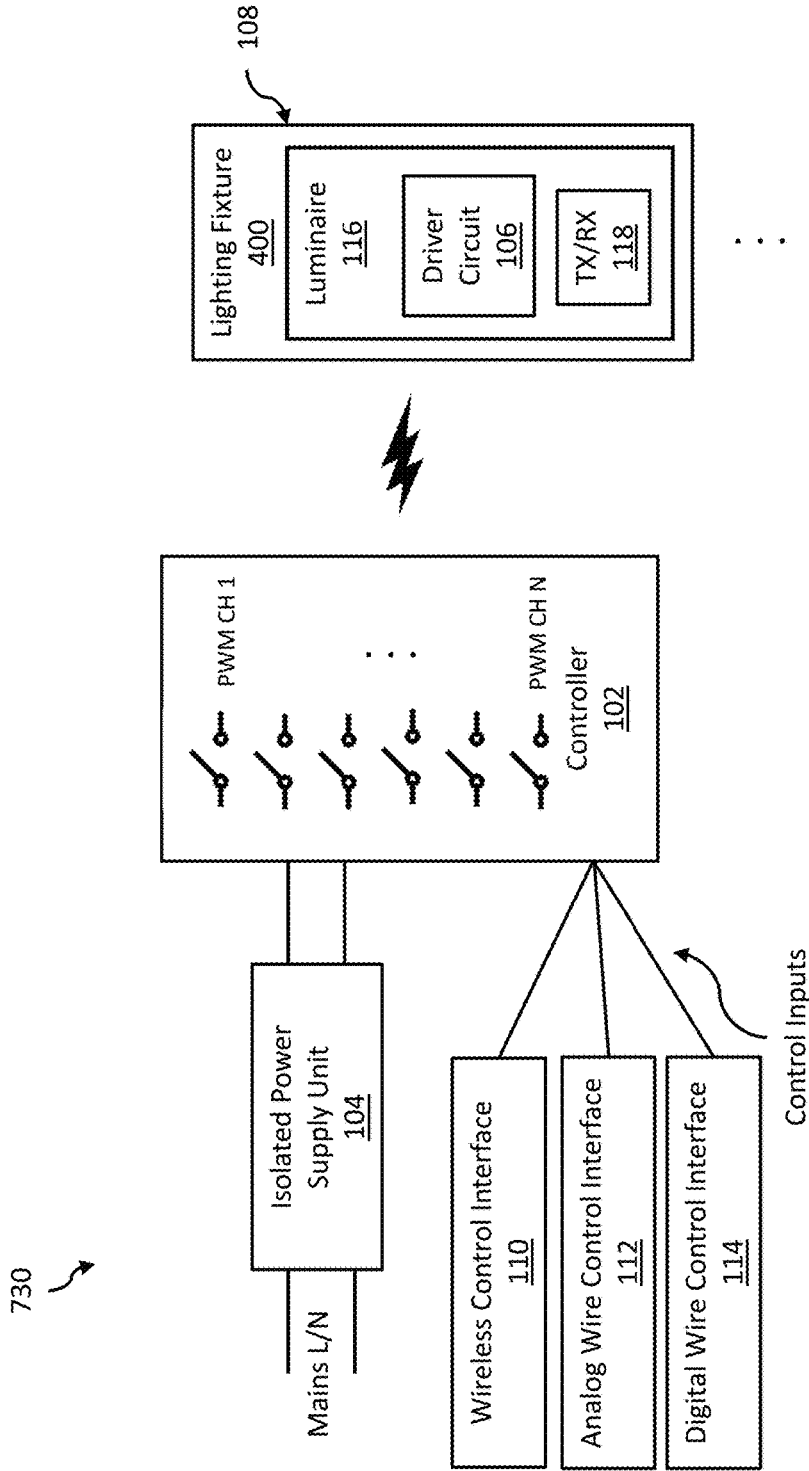 730
Mains L/N
Isolated Power
Supply Unit
104
Wireless Control Interface
110
Analog Wire Control Interface
112
Digital Wire Control Interface
114
Control Inputs
PWM CH 1
. . .
PWM CH N
Controller
102
108
Lighting Fixture
400
Luminaire
116
Driver
Circuit
106
TX/RX
118
. . .